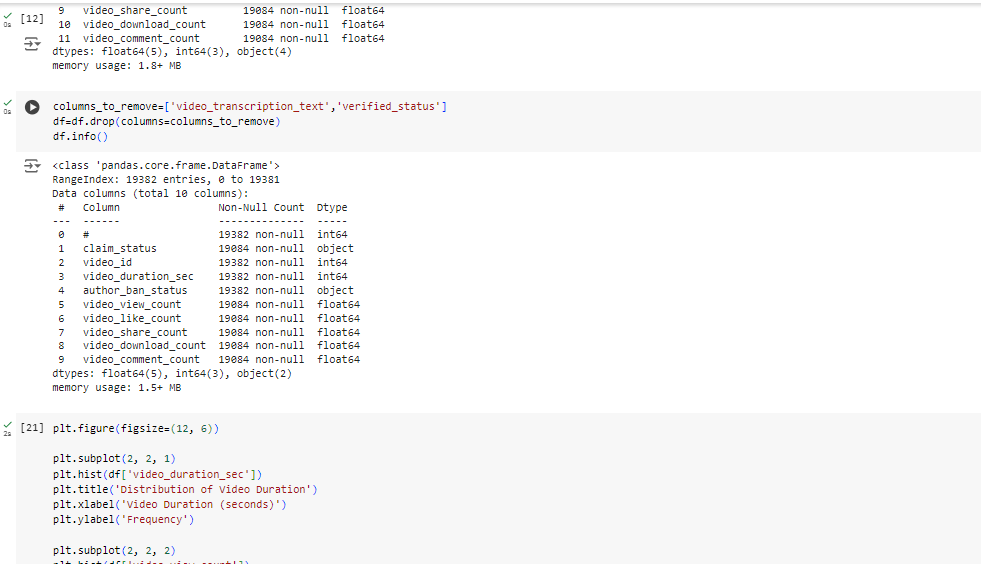 9 video_share_count 19084 non-null float64
[12] 10 video_download_count 19084 non-null float64
0s 11 video_comment_count 19084 non-null float64
dtypes: float64(5), int64(3), object(4)
memory usage: 1.8+ MB
columns_to_remove=['video_transcription_text','verified_status']
0s df=df.drop(columns=columns_to_remove)
df.info()
<class 'pandas.core.frame.DataFrame'>
RangeIndex: 19382 entries, 0 to 19381
Data columns (total 10 columns):
# Column Non-Null Count Dtype
--- ------ -------------- -----
0 # 19382 non-null int64
1 claim_status 19084 non-null object
2 video_id 19382 non-null int64
3 video_duration_sec 19382 non-null int64
4 author_ban_status 19382 non-null object
5 video_view_count 19084 non-null float64
6 video_like_count 19084 non-null float64
7 video_share_count 19084 non-null float64
8 video_download_count 19084 non-null float64
9 video_comment_count 19084 non-null float64
dtypes: float64(5), int64(3), object(2)
memory usage: 1.5+ MB
[21] plt.figure(figsize=(12, 6))
2s
plt.subplot(2, 2, 1)
plt.hist(df['video_duration_sec'])
plt.title('Distribution of Video Duration')
plt.xlabel('Video Duration (seconds)')
plt.ylabel('Frequency')
plt.subplot(2, 2, 2)
plt.hist(df['video_view_count'])